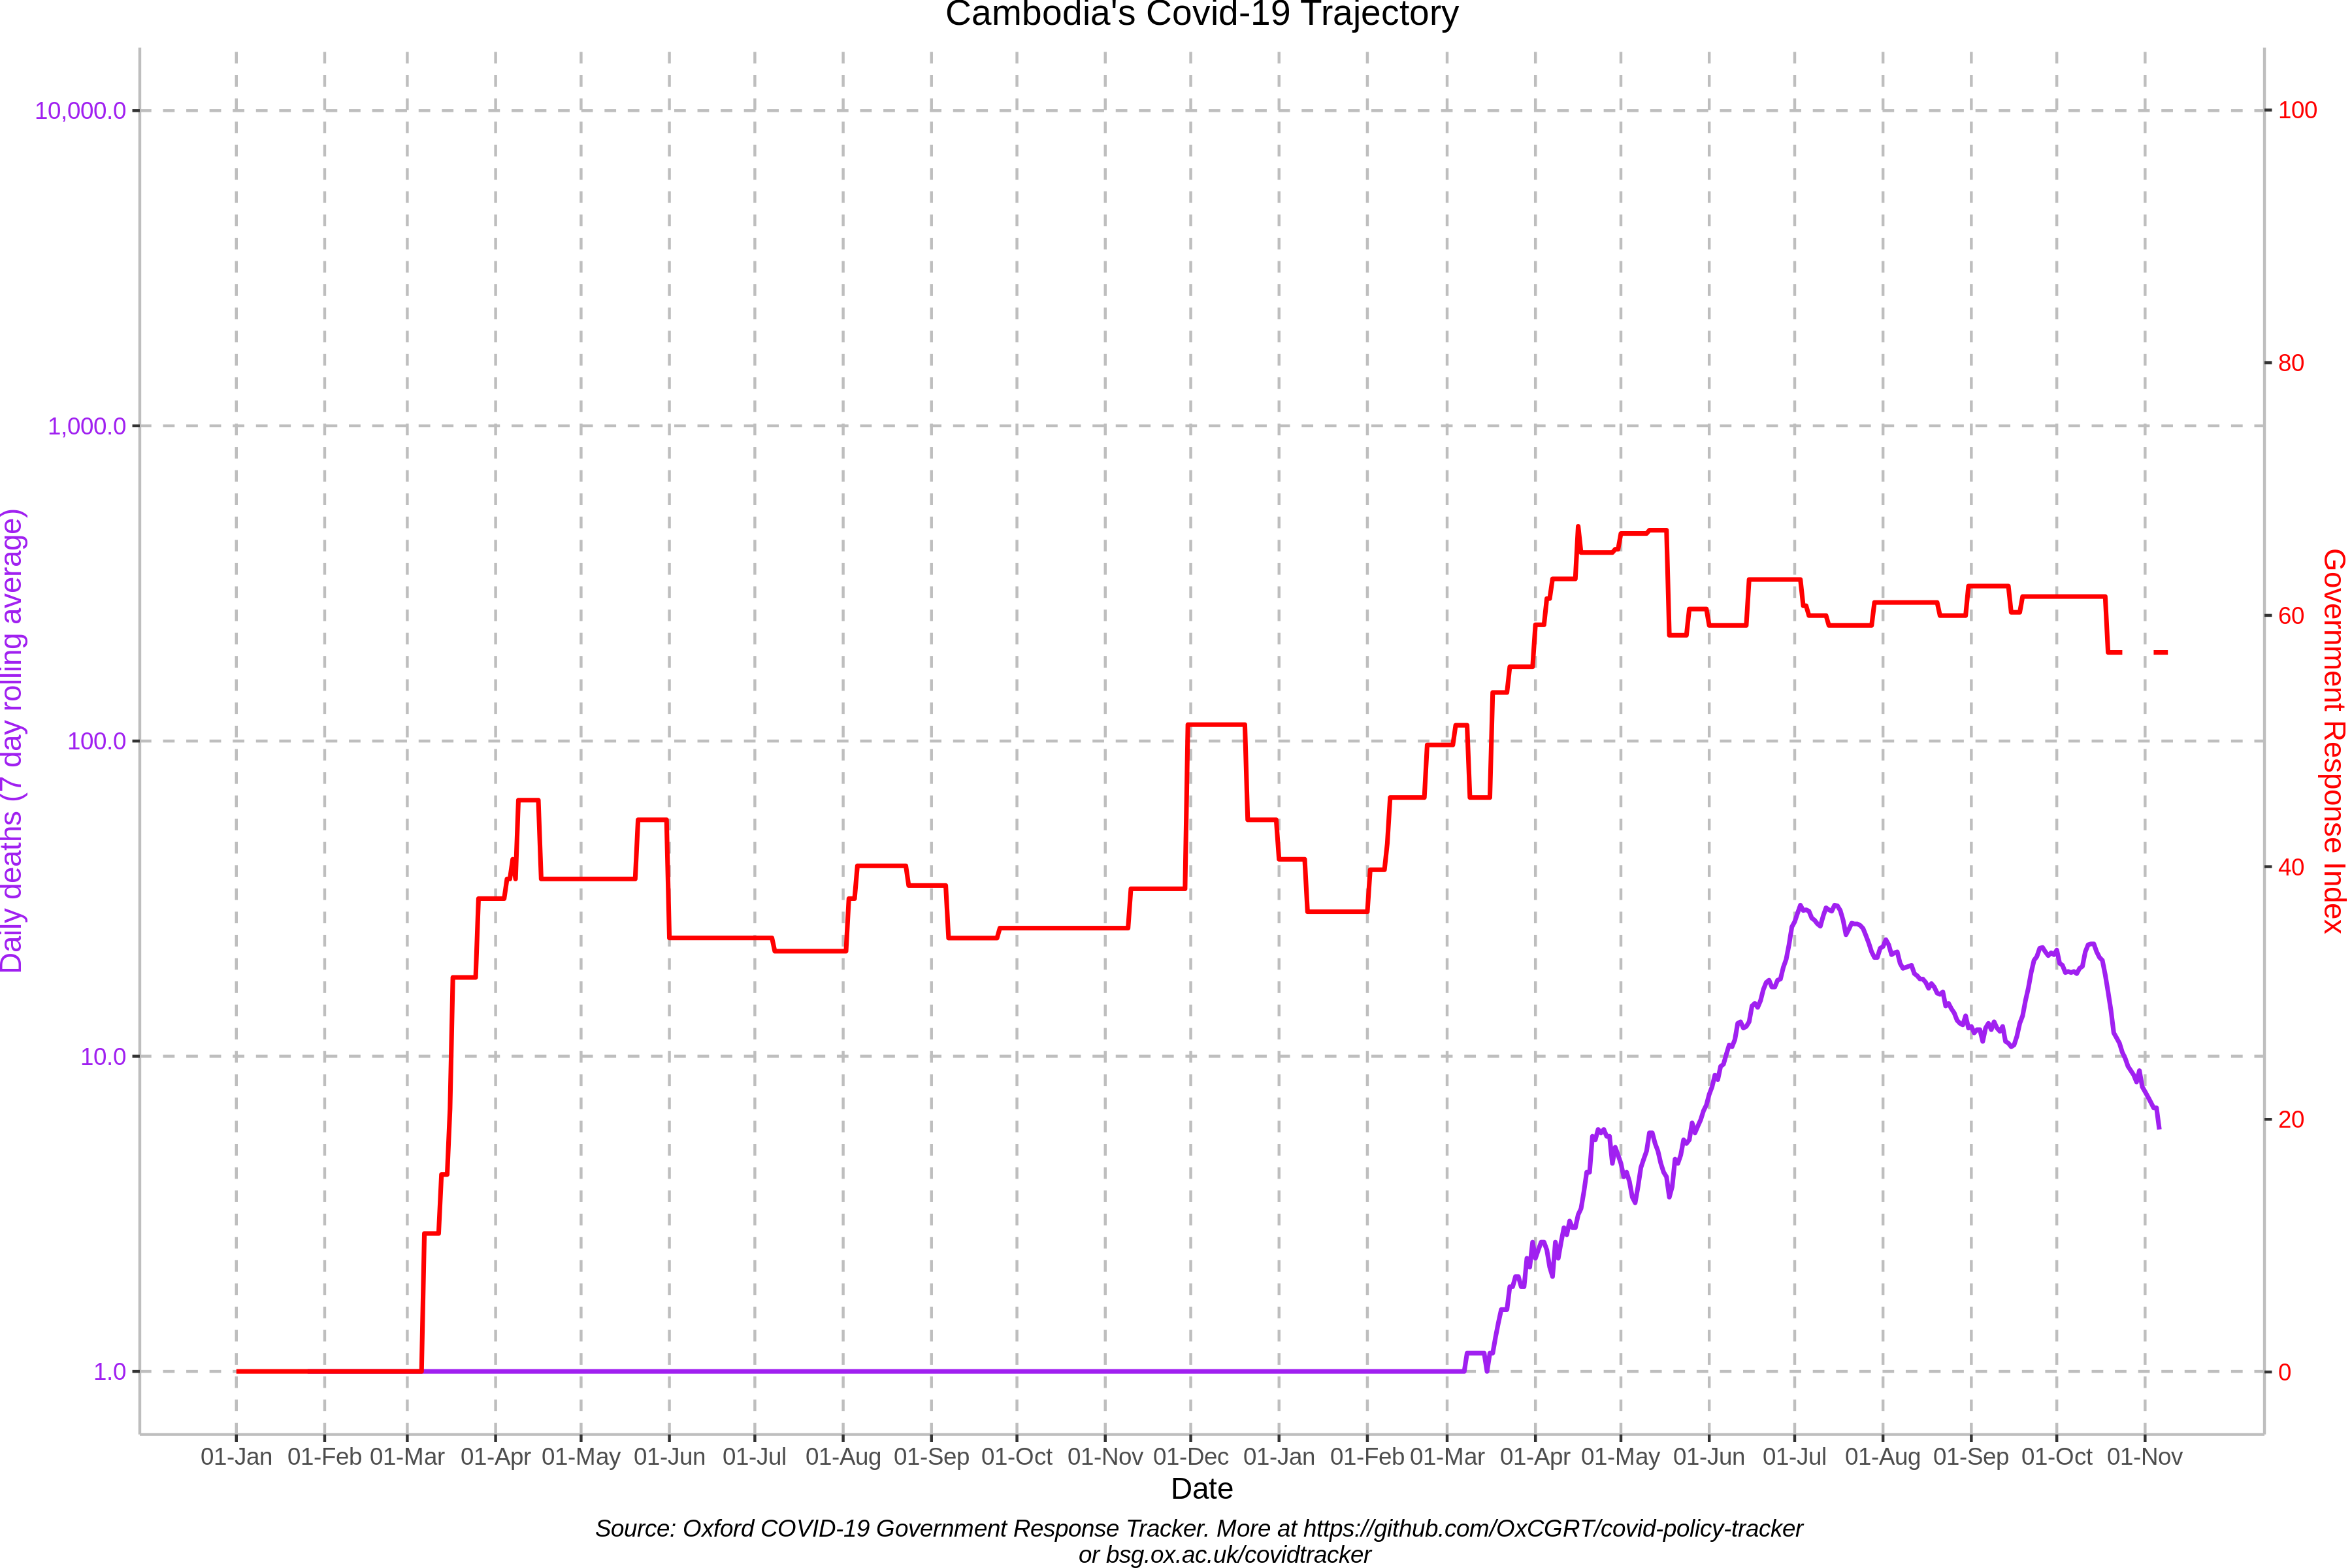 Cambodia's Covid-19 Trajectory
10,000.0
1,000.0
100.0
10.0
1.0
Daily deaths (7 day rolling average)
100
80
60
40
20
0
Government Response Index
01-Jan 01-Feb 01-Mar 01-Apr 01-May 01-Jun 01-Jul 01-Aug 01-Sep 01-Oct 01-Nov 01-Dec 01-Jan 01-Feb 01-Mar 01-Apr 01-May 01-Jun 01-Jul 01-Aug 01-Sep 01-Oct 01-Nov
Date
Source: Oxford COVID-19 Government Response Tracker. More at https://github.com/OxCGRT/covid-policy-tracker
or bsg.ox.ac.uk/covidtracker